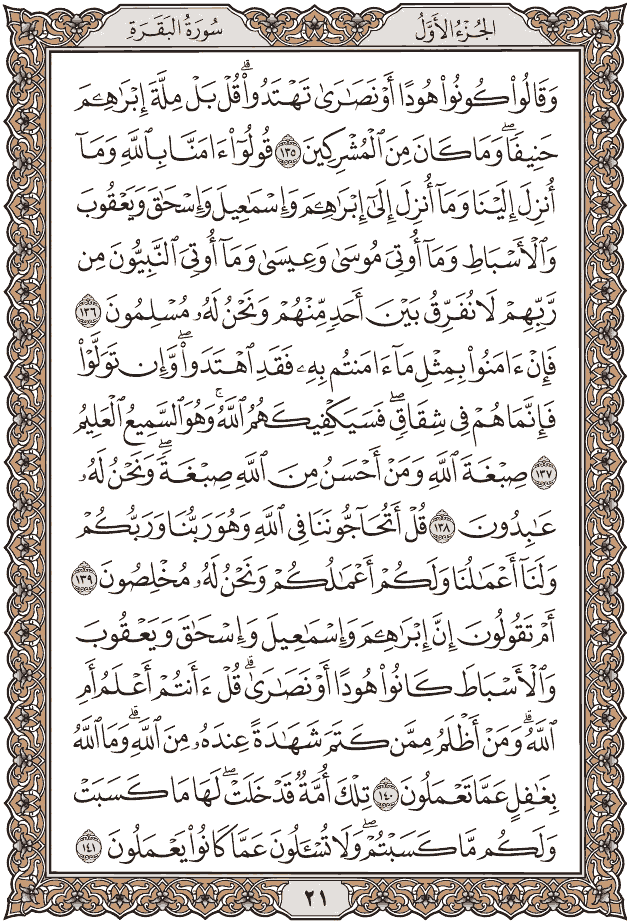 الجُزْءُ الأَوَّلُ
سُورَةُ البَقَرَةِ
وَقَالُواْ كُونُواْ هُودًا أَوۡ نَصَٰرَىٰ تَهۡتَدُواْۗ قُلۡ بَلۡ مِلَّةَ إِبۡرَٰهِـۧمَ
حَنِيفٗاۖ وَمَا كَانَ مِنَ ٱلۡمُشۡرِكِينَ ١٣٥ قُولُوٓاْ ءَامَنَّا بِٱللَّهِ وَمَآ
أُنزِلَ إِلَيۡنَا وَمَآ أُنزِلَ إِلَىٰٓ إِبۡرَٰهِـۧمَ وَإِسۡمَٰعِيلَ وَإِسۡحَٰقَ وَيَعۡقُوبَ
وَٱلۡأَسۡبَاطِ وَمَآ أُوتِيَ مُوسَىٰ وَعِيسَىٰ وَمَآ أُوتِيَ ٱلنَّبِيُّونَ مِن
رَّبِّهِمۡ لَا نُفَرِّقُ بَيۡنَ أَحَدٖ مِّنۡهُمۡ وَنَحۡنُ لَهُۥ مُسۡلِمُونَ ١٣٦
فَإِنۡ ءَامَنُواْ بِمِثۡلِ مَآ ءَامَنتُم بِهِۦ فَقَدِ ٱهۡتَدَواْۖ وَّإِن تَوَلَّوۡاْ
فَإِنَّمَا هُمۡ فِي شِقَاقٖۖ فَسَيَكۡفِيكَهُمُ ٱللَّهُۚ وَهُوَ ٱلسَّمِيعُ ٱلۡعَلِيمُ
١٣٧ صِبۡغَةَ ٱللَّهِ وَمَنۡ أَحۡسَنُ مِنَ ٱللَّهِ صِبۡغَةٗۖ وَنَحۡنُ لَهُۥ
عَٰبِدُونَ ١٣٨ قُلۡ أَتُحَآجُّونَنَا فِي ٱللَّهِ وَهُوَ رَبُّنَا وَرَبُّكُمۡ
وَلَنَآ أَعۡمَٰلُنَا وَلَكُمۡ أَعۡمَٰلُكُمۡ وَنَحۡنُ لَهُۥ مُخۡلِصُونَ ١٣٩
أَمۡ تَقُولُونَ إِنَّ إِبۡرَٰهِـۧمَ وَإِسۡمَٰعِيلَ وَإِسۡحَٰقَ وَيَعۡقُوبَ
وَٱلۡأَسۡبَاطَ كَانُواْ هُودًا أَوۡ نَصَٰرَىٰۗ قُلۡ ءَأَنتُمۡ أَعۡلَمُ أَمِ
ٱللَّهُۗ وَمَنۡ أَظۡلَمُ مِمَّن كَتَمَ شَهَٰدَةً عِندَهُۥ مِنَ ٱللَّهِۗ وَمَا ٱللَّهُ
بِغَٰفِلٍ عَمَّا تَعۡمَلُونَ ١٤٠ تِلۡكَ أُمَّةٞ قَدۡ خَلَتۡۖ لَهَا مَا كَسَبَتۡ
وَلَكُم مَّا كَسَبۡتُمۡۖ وَلَا تُسۡـَٔلُونَ عَمَّا كَانُواْ يَعۡمَلُونَ ١٤١
٢١